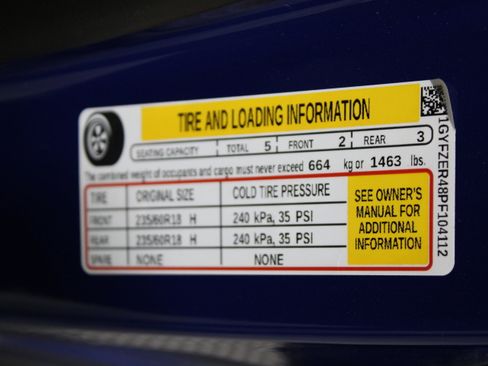 TIRE AND LOADING INFORMATION
SEATING CAPACITY | TOTAL 5 | FRONT 2 | REAR 3
The combined weight of occupants and cargo must never exceed 664 kg or 1463 lbs.
TIRE ORIGINAL SIZE COLD TIRE PRESSURE
FRONT 235/60R18 H 240 kPa, 35 PSI
REAR 235/60R18 H 240 kPa, 35 PSI
SPARE NONE NONE
SEE OWNER'S
MANUAL FOR
ADDITIONAL
INFORMATION
1GYFZER48PF104112